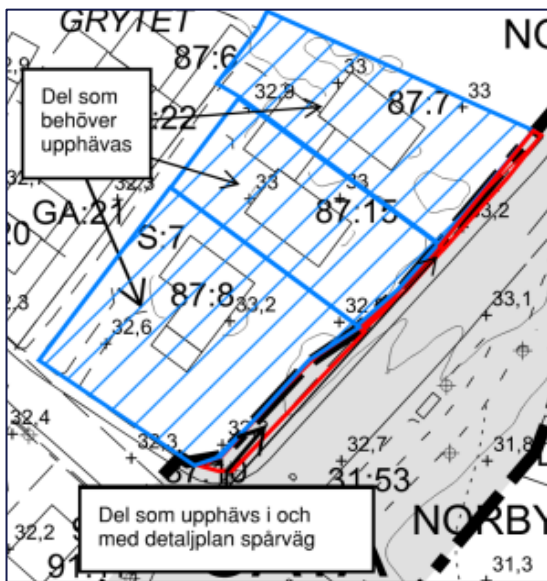 GRYTET
NO
87:6
32,9
33
33
87:7
Del som
behöver
upphävas
:22
32,3
33
33
87:15
33,2
GA:21
20
S:7
87:8
33,2
32,6
33,1
32,4
32,3
32,7
31:53
31,8
Del som upphävs i och
med detaljplan spårväg
NORBY
32,2
91:
31,3